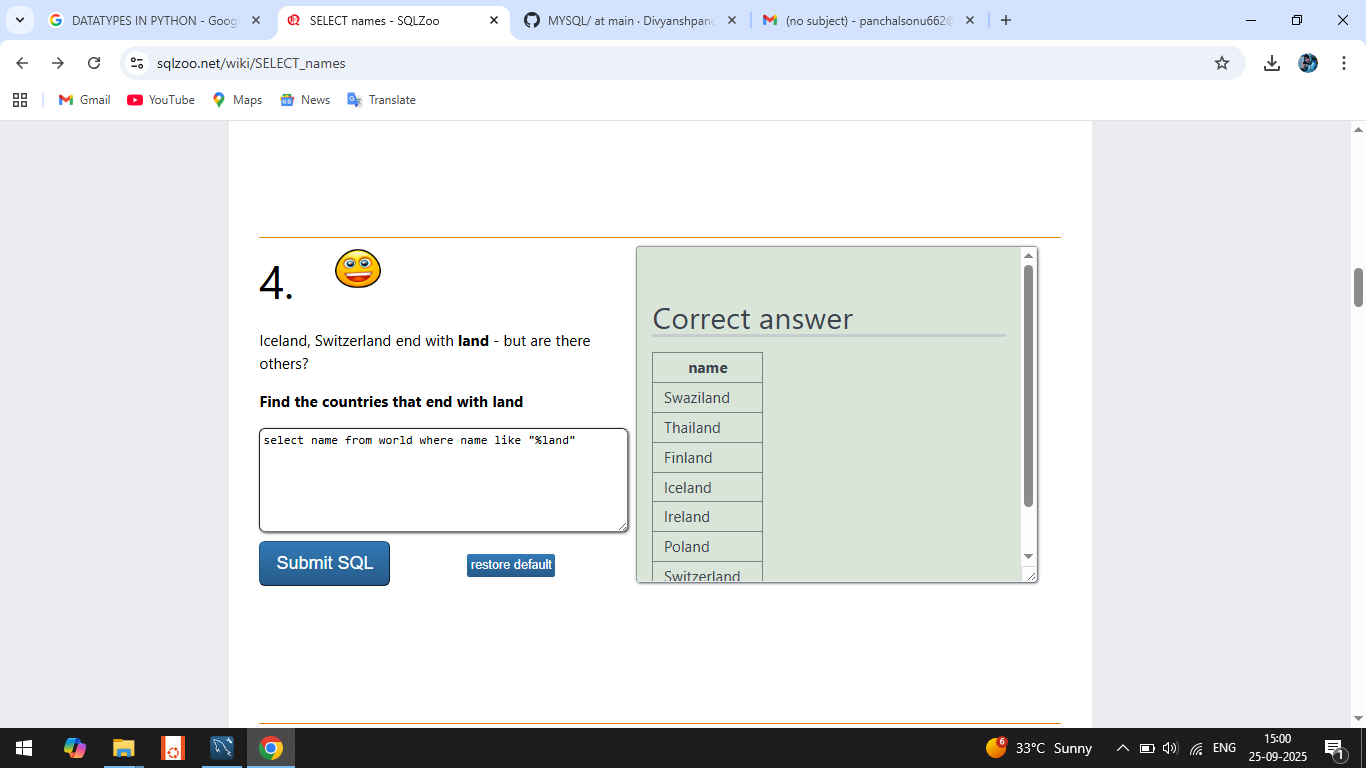 DATATYPES IN PYTHON - Goog
SELECT names - SQLZoo
MYSQL/ at main · Divyanshpan
(no subject) - panchalsonu662@
sqlzoo.net/wiki/SELECT_names
Gmail
YouTube
Maps
News
Translate
4.
Iceland, Switzerland end with land - but are there
others?
Find the countries that end with land
select name from world where name like "%land"
Submit SQL
restore default
Correct answer
name
Swaziland
Thailand
Finland
Iceland
Ireland
Poland
Switzerland
6
33°C Sunny
ENG
15:00
25-09-2025
1